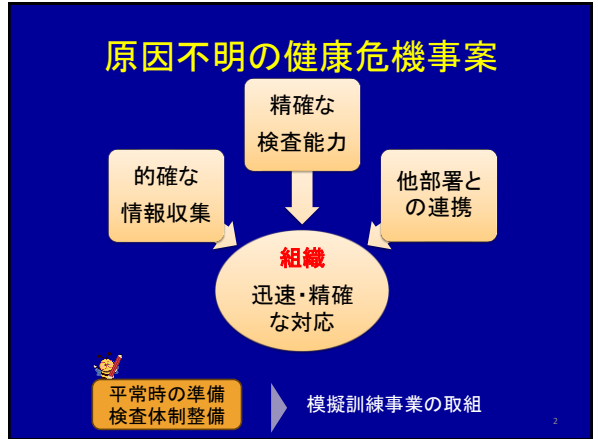 原因不明の健康危機事案
精確な
検査能力
的確な
情報収集
他部署と
の連携
組織
迅速・精確
な対応
平常時の準備
検査体制整備
模擬訓練事業の取組
2